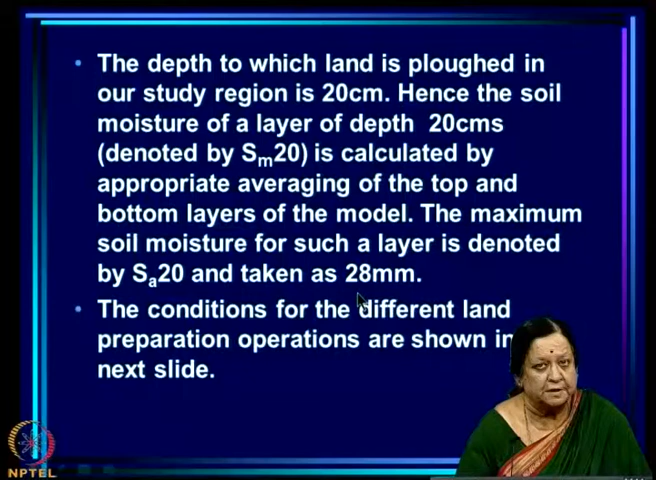 • The depth to which land is ploughed in
our study region is 20cm. Hence the soil
moisture of a layer of depth 20cms
(denoted by Sm20) is calculated by
appropriate averaging of the top and
bottom layers of the model. The maximum
soil moisture for such a layer is denoted
by Sa20 and taken as 28mm.
• The conditions for the different land
preparation operations are shown in
next slide.
NPTEL